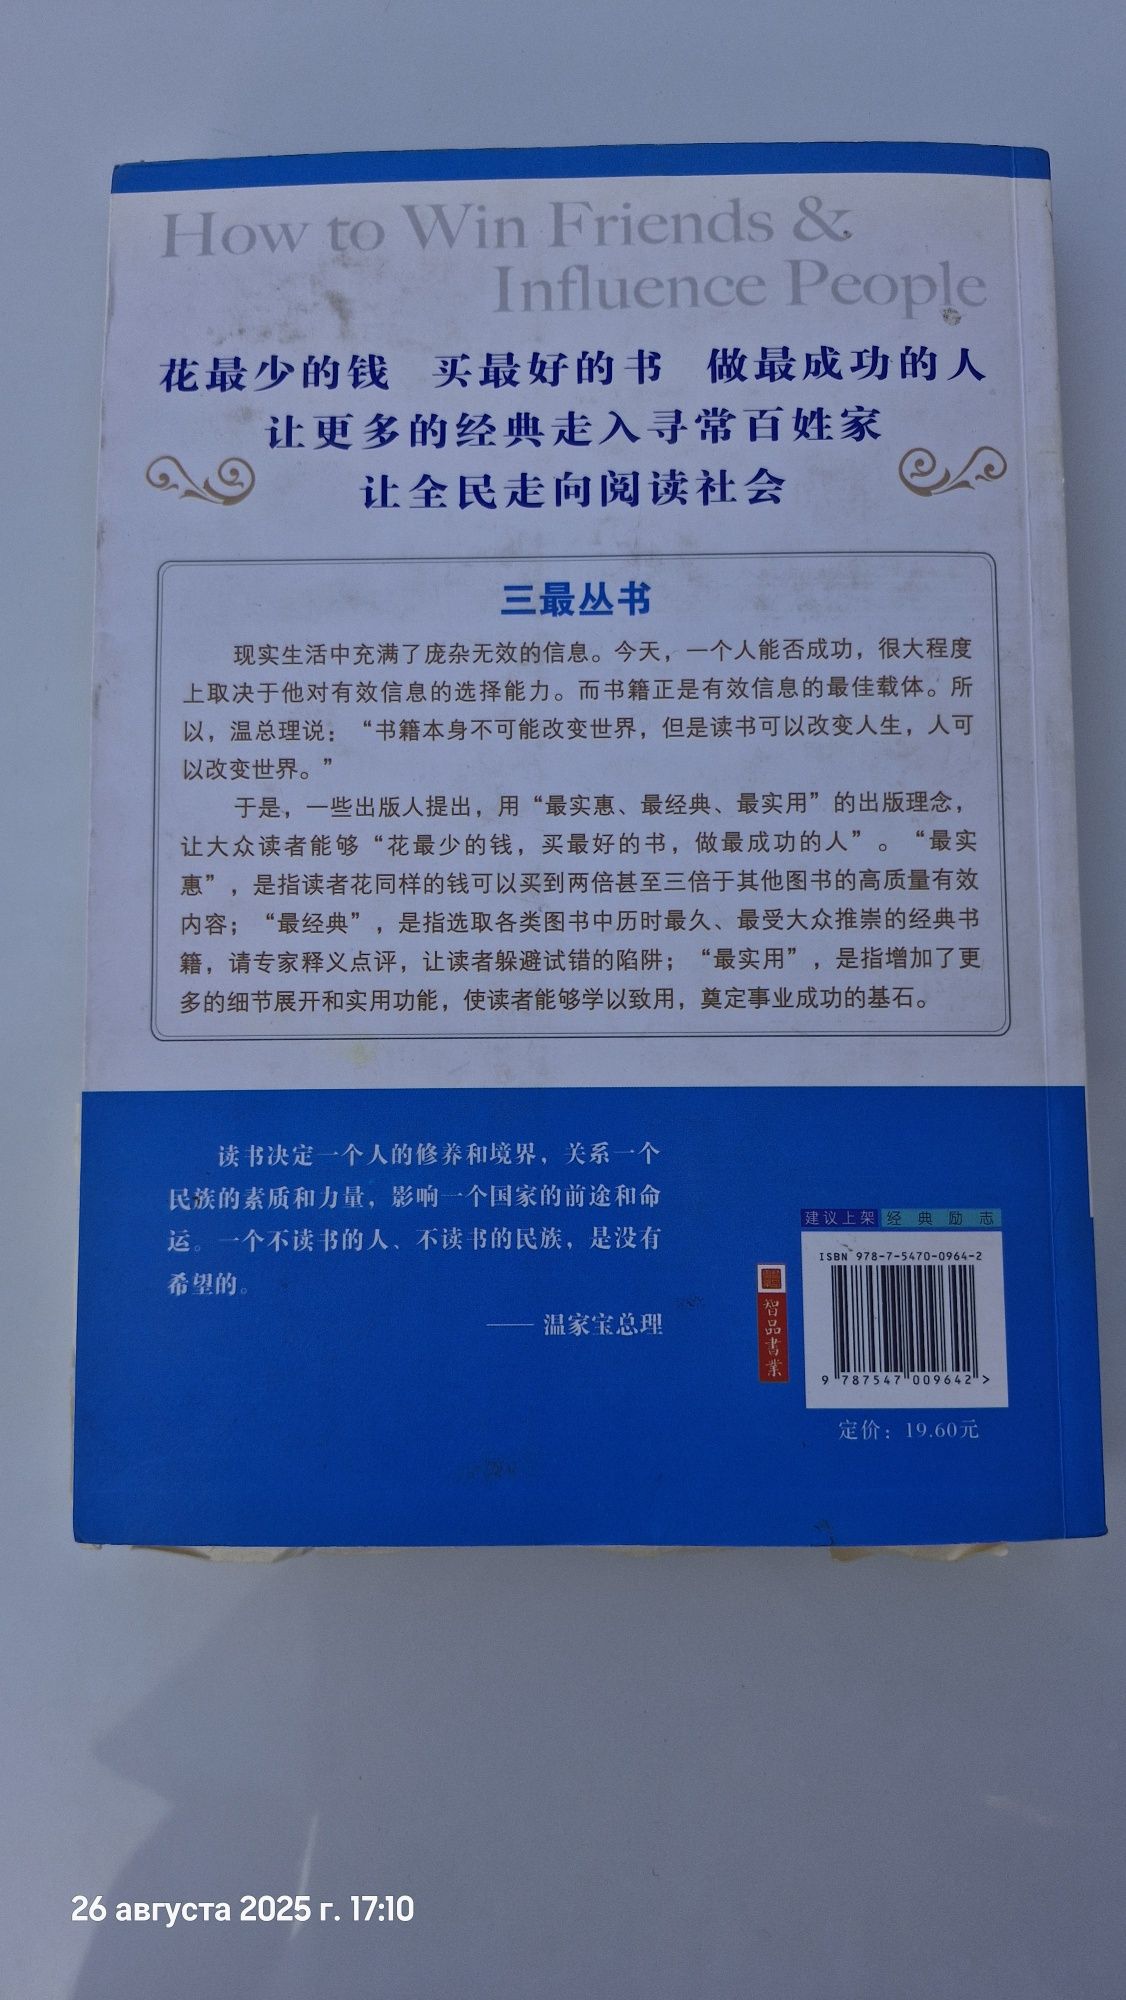 How to Win Friends &
Influence People
花最少的钱 买最好的书 做最成功的人
让更多的经典走入寻常百姓家
让全民走向阅读社会
三最丛书
现实生活中充满了庞杂无效的信息。今天，一个人能否成功，很大程度
上取决于他对有效信息的选择能力。而书籍正是有效信息的最佳载体。所
以，温总理说：“书籍本身不可能改变世界，但是读书可以改变人生，人可
以改变世界。”
于是，一些出版人提出，用“最实惠、最经典、最实用”的出版理念，
让大众读者能够“花最少的钱，买最好的书，做最成功的人”。“最实
惠”，是指读者花同样的钱可以买到两倍甚至三倍于其他图书的高质量有效
内容；“最经典”，是指选取各类图书中历时最久、最受大众推崇的经典书
籍，请专家释义点评，让读者躲避试错的陷阱；“最实用”，是指增加了更
多的细节展开和实用功能，使读者能够学以致用，奠定事业成功的基石。
读书决定一个人的修养和境界，关系一个
民族的素质和力量，影响一个国家的前途和命
运。一个不读书的人、不读书的民族，是没有
希望的。
—— 温家宝总理
智品書業
建议上架 经典励志
ISBN 978-7-5470-0964-2
9 787547 009642 >
定价：19.60元
26 августа 2025 г. 17:10